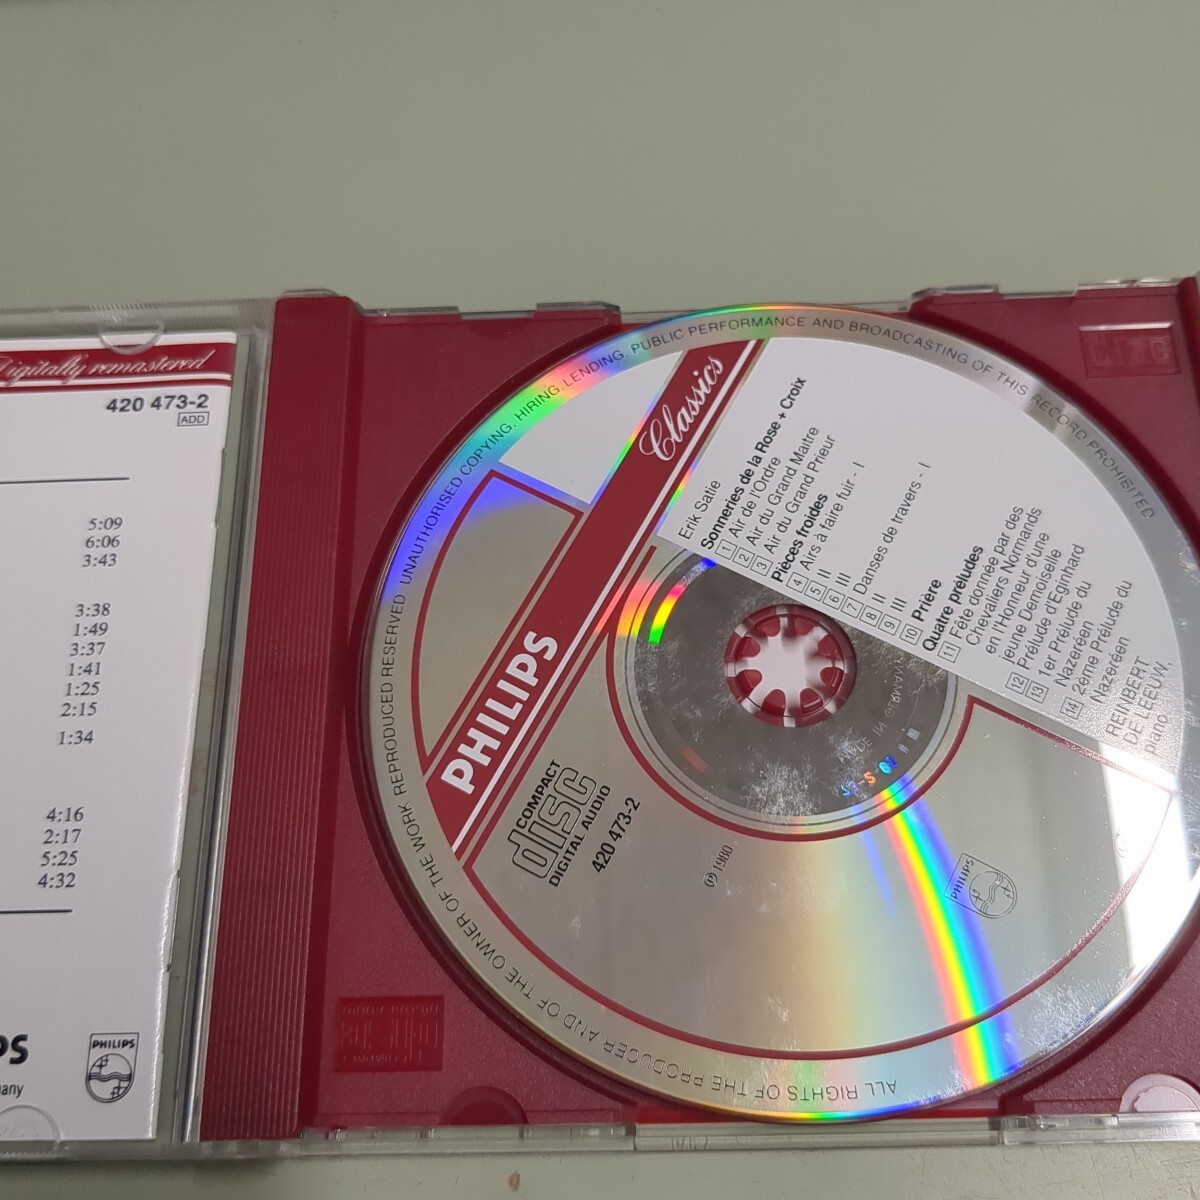 Digitally remastered
420 473-2
ADD
5:09
6:06
3:43
3:38
1:49
3:37
1:41
1:25
2:15
1:34
4:16
2:17
5:25
4:32
PS
many
PHILIPS
PHILIPS Classics
Erik Satie
Sonneries de la Rose + Croix
1 Air de l'Ordre
2 Air du Grand Maitre
3 Air du Grand Prieur
Pièces froides
4 Airs à faire fuir - I
5 II
6 III
7 Danses de travers - I
8 II
9 III
10 Prière
Quatre préludes
11 Fête donnée par des
Chevaliers Normands
en l'Honneur d'une
jeune Demoiselle
12 Prélude d'Eginhard
13 1er Prélude du
Nazereén
14 2eme Prélude du
Nazeréen
REINBERT
DE LEEUW,
piano
COMPACT
disc
DIGITAL AUDIO
420 473-2
℗ 1980
PHILIPS
ALL RIGHTS OF THE PRODUCER AND OF THE OWNER OF THE WORK REPRODUCED RESERVED. UNAUTHORISED COPYING, HIRING, LENDING, PUBLIC PERFORMANCE AND BROADCASTING OF THIS RECORD PROHIBITED